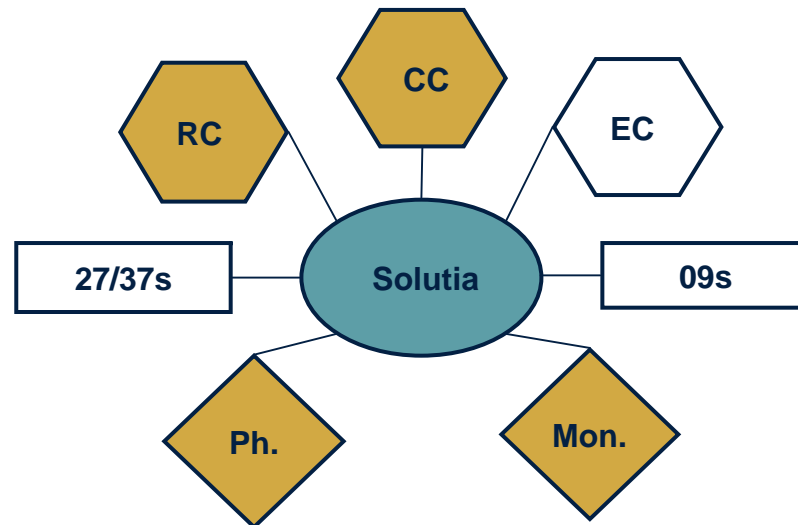 CC
EC
RC
27/37s
Solutia
09s
Ph.
Mon.